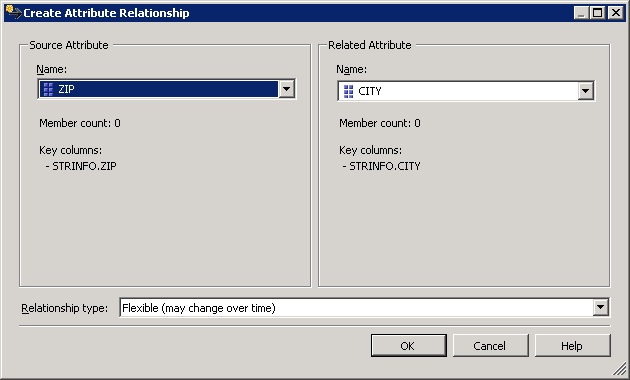 Create Attribute Relationship
Source Attribute
Name:
ZIP
Member count: 0
Key columns:
- STRINFO.ZIP
Related Attribute
Name:
CITY
Member count: 0
Key columns:
- STRINFO.CITY
Relationship type: Flexible (may change over time)
OK Cancel Help